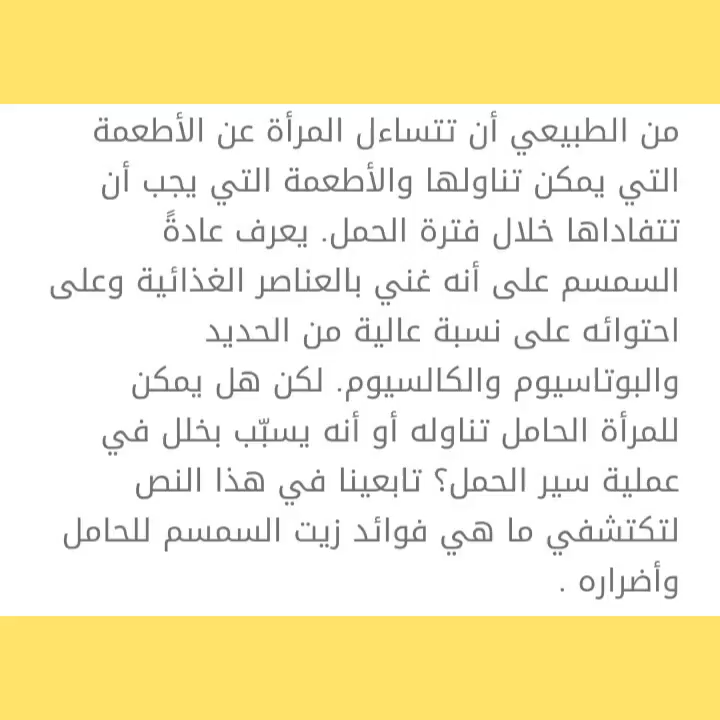 من الطبيعي أن تتساءل المرأة عن الأطعمة
التي يمكن تناولها والأطعمة التي يجب أن
تتفاداها خلال فترة الحمل. يعرف عادةً
السمسم على أنه غني بالعناصر الغذائية وعلى
احتوائه على نسبة عالية من الحديد
والبوتاسيوم والكالسيوم. لكن هل يمكن
للمرأة الحامل تناوله أو أنه يسبّب بخلل في
عملية سير الحمل؟ تابعينا في هذا النص
لتكتشفي ما هي فوائد زيت السمسم للحامل
وأضراره .